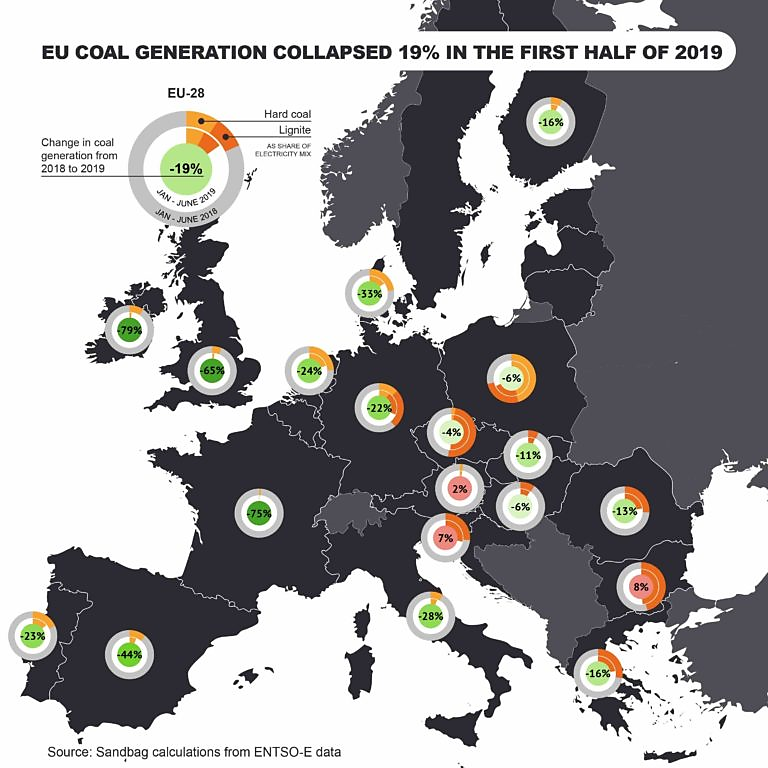 EU COAL GENERATION COLLAPSED 19% IN THE FIRST HALF OF 2019
EU-28
Hard coal
Lignite
AS SHARE OF
ELECTRICITY MIX
Change in coal
generation from
2018 to 2019
-19%
JAN - JUNE 2019
JAN - JUNE 2018
-16%
-33%
-79%
-65%
-24%
-22%
-6%
-4%
-11%
2%
-6%
-75%
7%
-13%
8%
-28%
-23%
-44%
-16%
Source: Sandbag calculations from ENTSO-E data